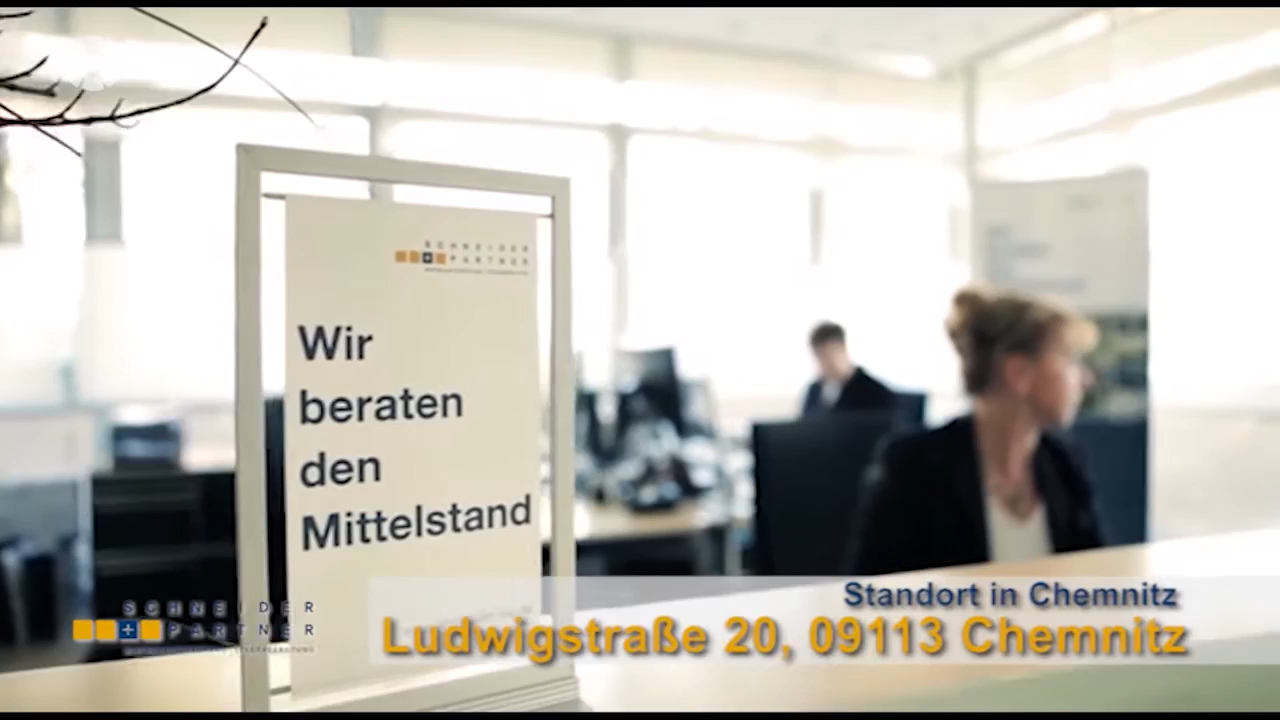 SCHNEIDER
PARTNER
Wir
beraten
den
Mittelstand
Standort in Chemnitz
Ludwigstraße 20, 09113 Chemnitz
SCHNEIDER
+ PARTNER